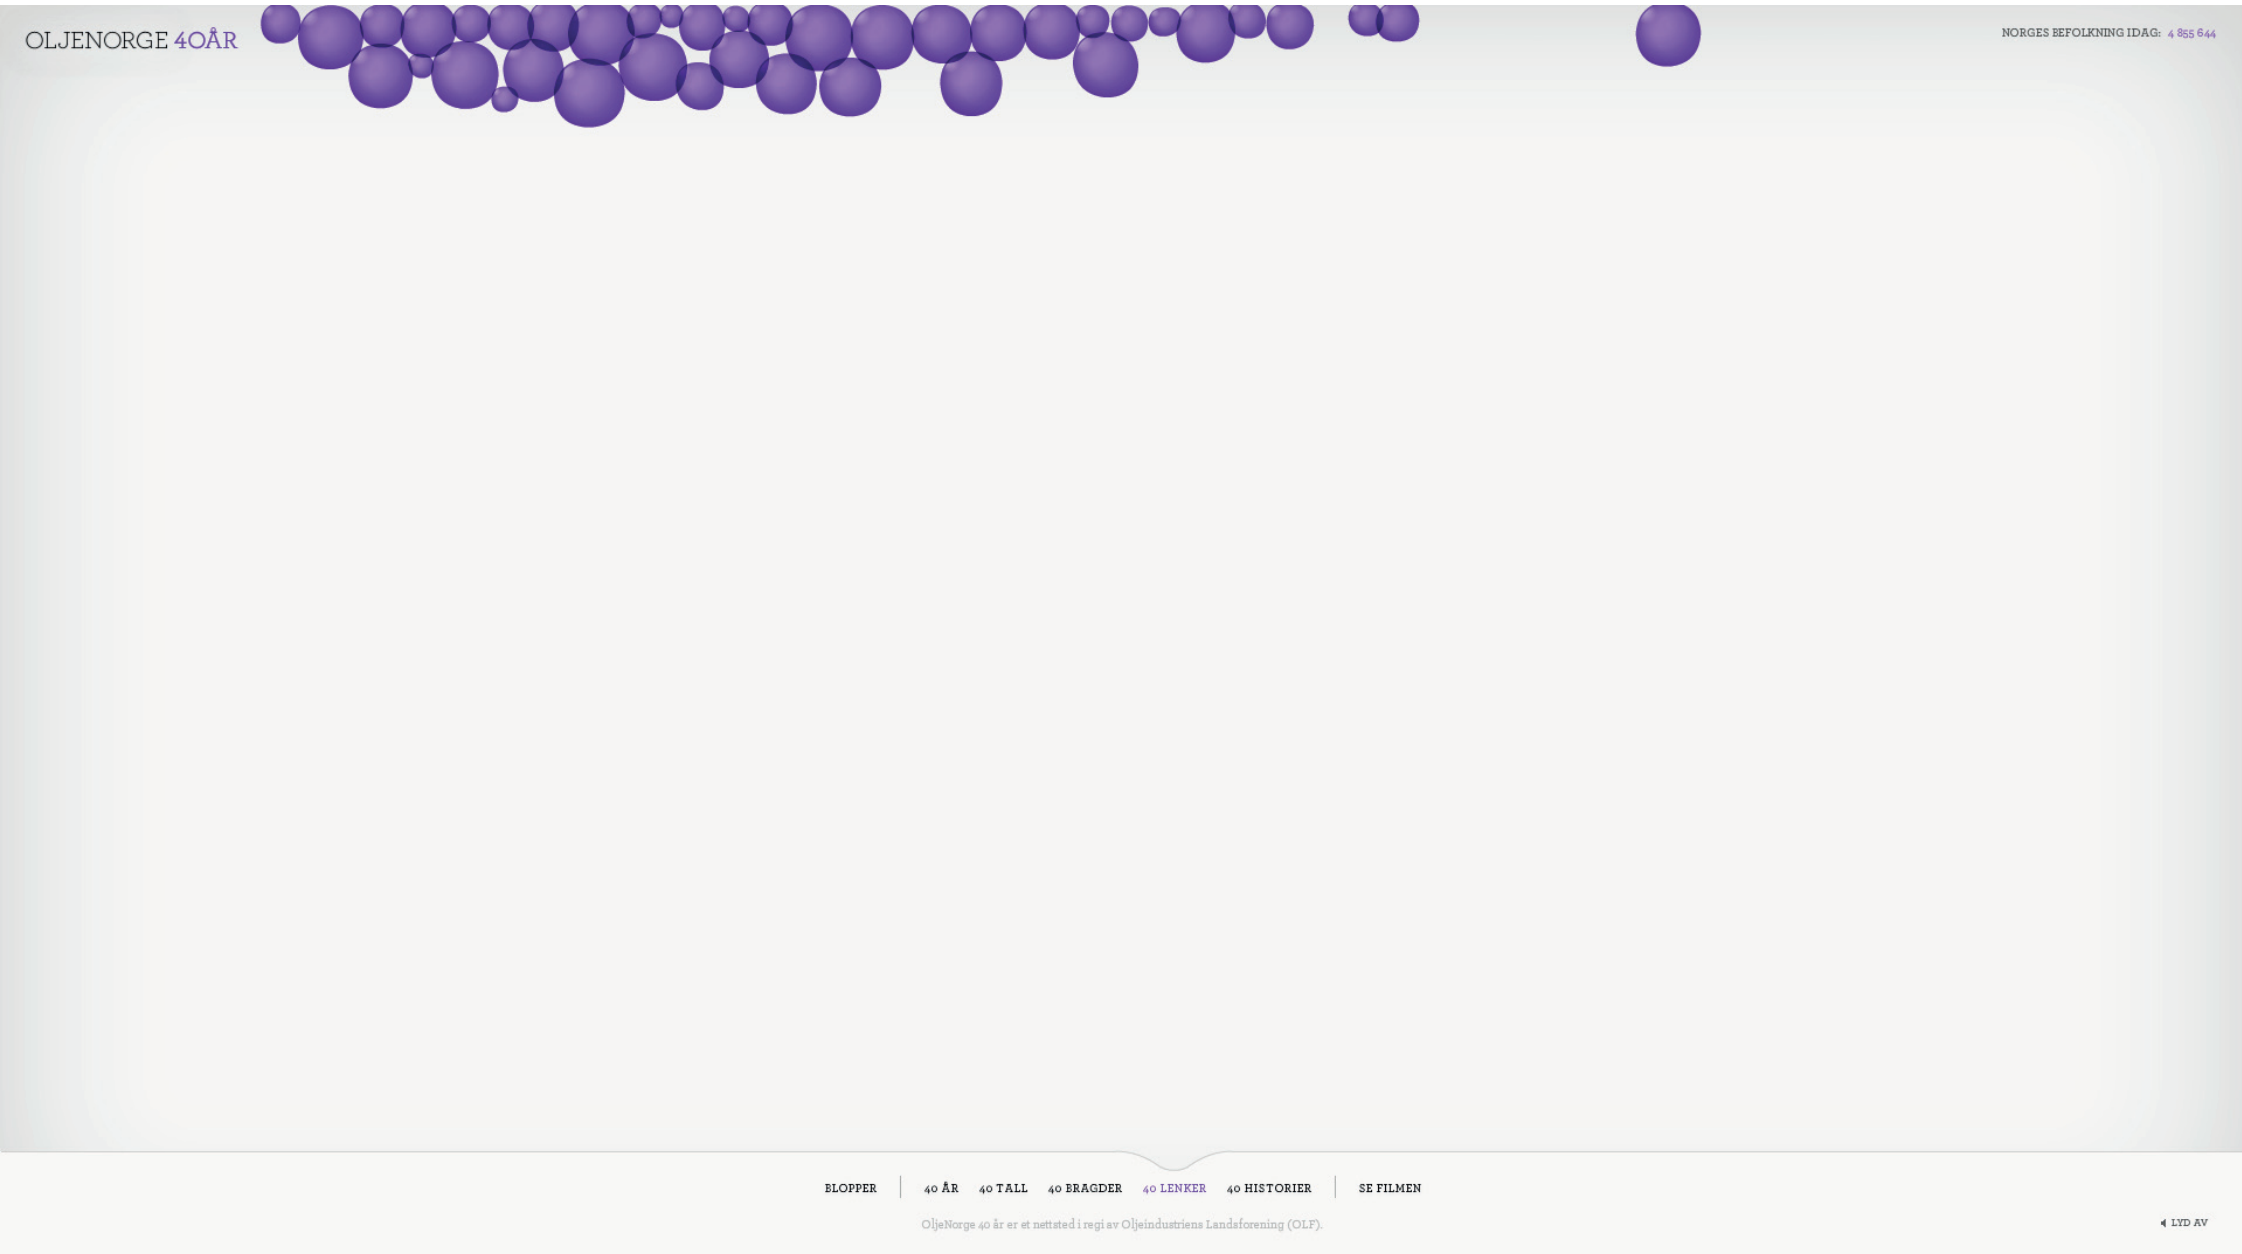 OLJENORGE 40ÅR
NORGES BEFOLKNING IDAG: 4 855 644
BLOPPER
40 ÅR
40 TALL
40 BRAGDER
40 LENKER
40 HISTORIER
SE FILMEN
OljeNorge 40 år er et nettsted i regi av Oljeindustriens Landsforening (OLF).
LYD AV